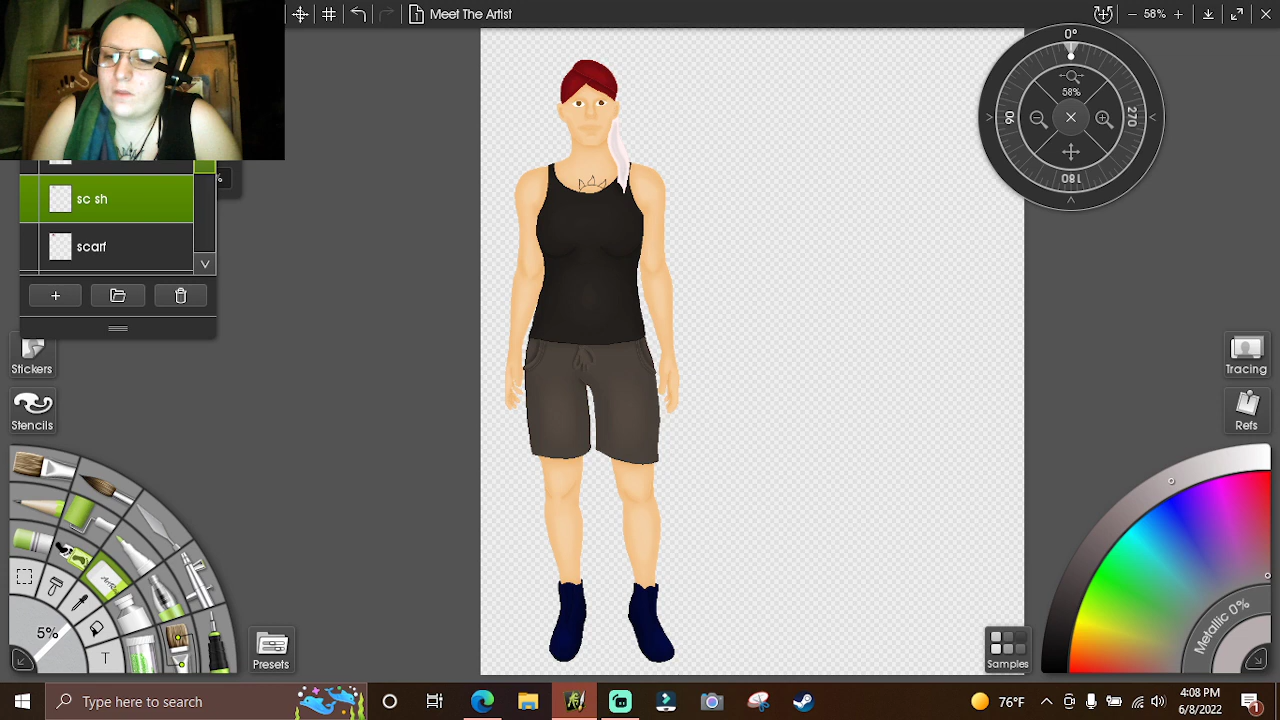 Meet The Artist
58%
0°
58%
90
270
180
%
sc sh
scarf
Stickers
Stencils
Tracing
Refs
5%
T
Presets
Metallic 0%
Samples
Type here to search
76°F
4:08 PM
6/8/2022
1